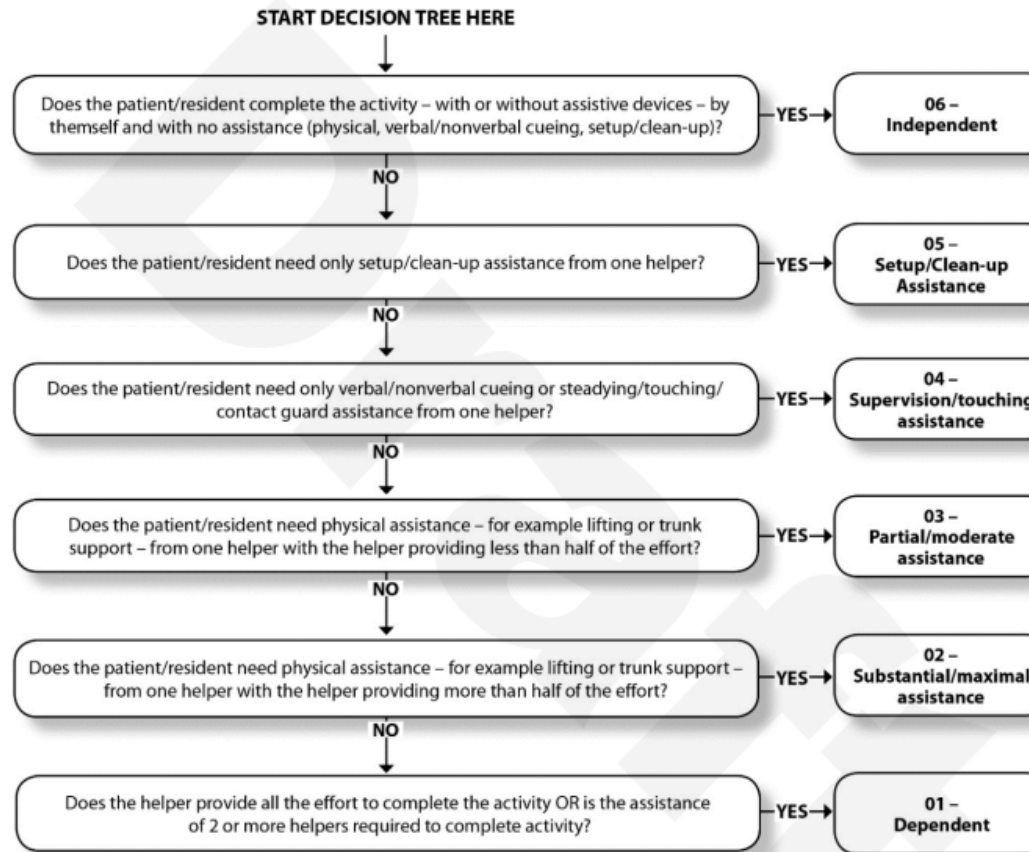 START DECISION TREE HERE
Does the patient/resident complete the activity – with or without assistive devices – by
themself and with no assistance (physical, verbal/nonverbal cueing, setup/clean-up)?
YES
06 –
Independent
NO
Does the patient/resident need only setup/clean-up assistance from one helper?
YES
05 –
Setup/Clean-up
Assistance
NO
Does the patient/resident need only verbal/nonverbal cueing or steadying/touching/
contact guard assistance from one helper?
YES
04 –
Supervision/touching
assistance
NO
Does the patient/resident need physical assistance – for example lifting or trunk
support – from one helper with the helper providing less than half of the effort?
YES
03 –
Partial/moderate
assistance
NO
Does the patient/resident need physical assistance – for example lifting or trunk support –
from one helper with the helper providing more than half of the effort?
YES
02 –
Substantial/maximal
assistance
NO
Does the helper provide all the effort to complete the activity OR is the assistance
of 2 or more helpers required to complete activity?
YES
01 –
Dependent
Draft